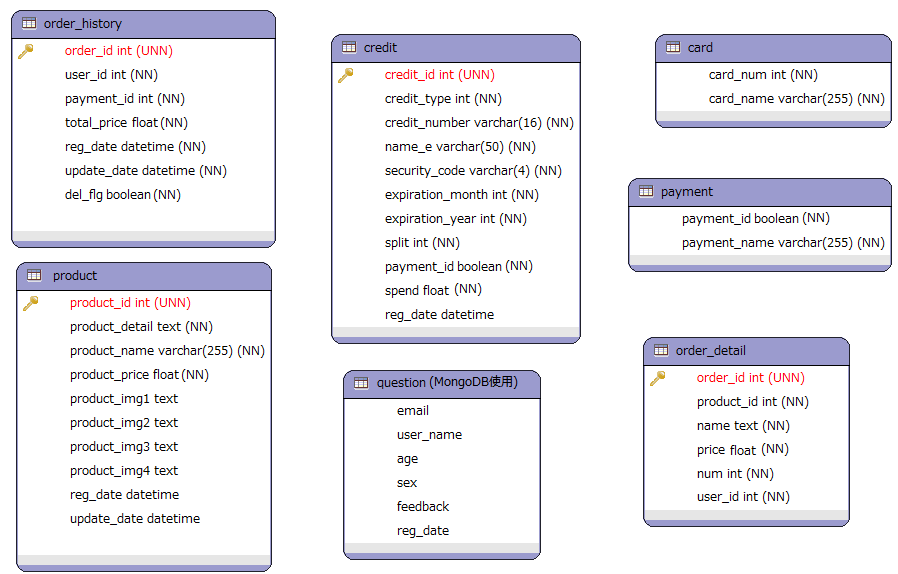 order_history
order_id int (UNN)
user_id int (NN)
payment_id int (NN)
total_price float (NN)
reg_date datetime (NN)
update_date datetime (NN)
del_flg boolean (NN)
product
product_id int (UNN)
product_detail text (NN)
product_name varchar(255) (NN)
product_price float (NN)
product_img1 text
product_img2 text
product_img3 text
product_img4 text
reg_date datetime
update_date datetime
credit
credit_id int (UNN)
credit_type int (NN)
credit_number varchar(16) (NN)
name_e varchar(50) (NN)
security_code varchar(4) (NN)
expiration_month int (NN)
expiration_year int (NN)
split int (NN)
payment_id boolean (NN)
spend float (NN)
reg_date datetime
question (MongoDB使用)
email
user_name
age
sex
feedback
reg_date
card
card_num int (NN)
card_name varchar(255) (NN)
payment
payment_id boolean (NN)
payment_name varchar(255) (NN)
order_detail
order_id int (UNN)
product_id int (NN)
name text (NN)
price float (NN)
num int (NN)
user_id int (NN)